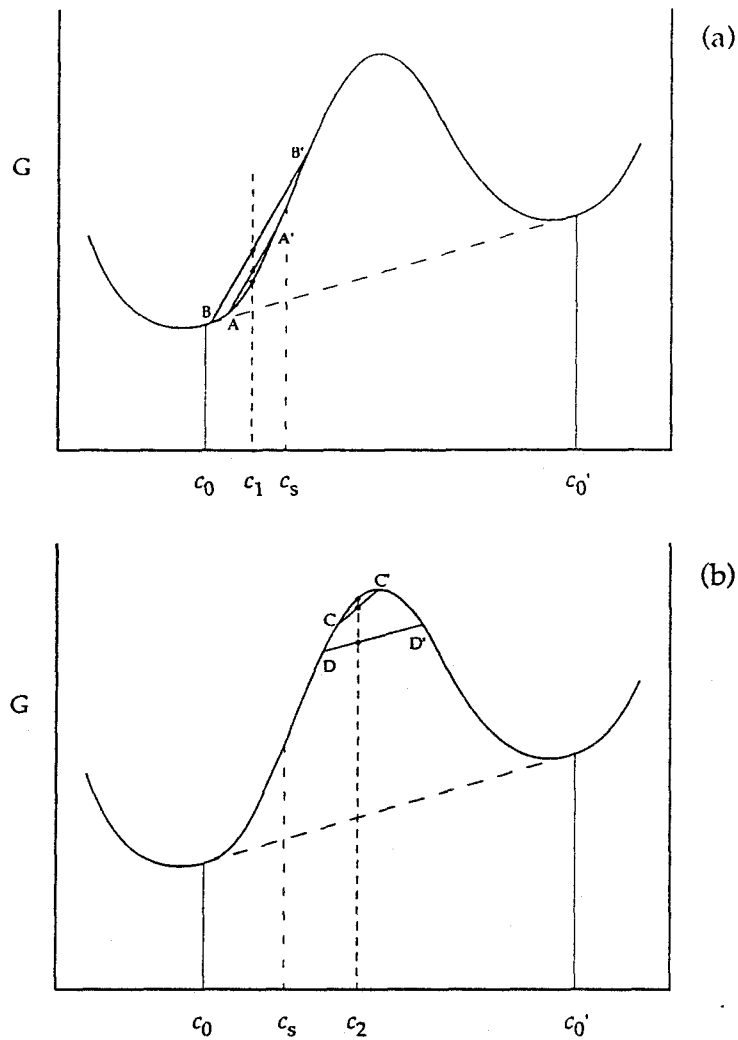 (a)
G
B'
A'
B
A
c₀ c₁ cₛ c₀'
(b)
C'
C
D
D'
G
c₀ cₛ c₂ c₀'